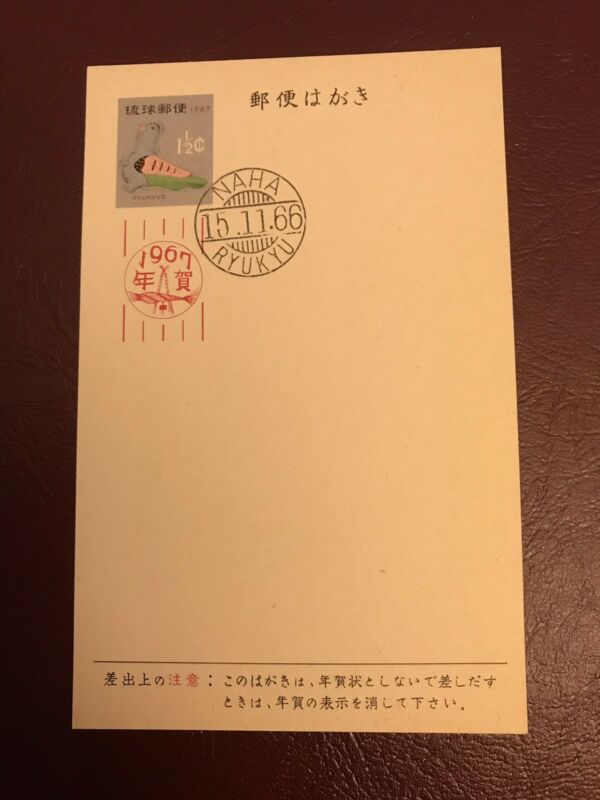 郵便はがき
琉球郵便 1967
1½¢
RYUKYUS
NAHA
15.11.66
RYUKYU
1967
年賀
差出上の注意：このはがきは、年賀状としないで差しだす
ときは、年賀の表示を消して下さい。